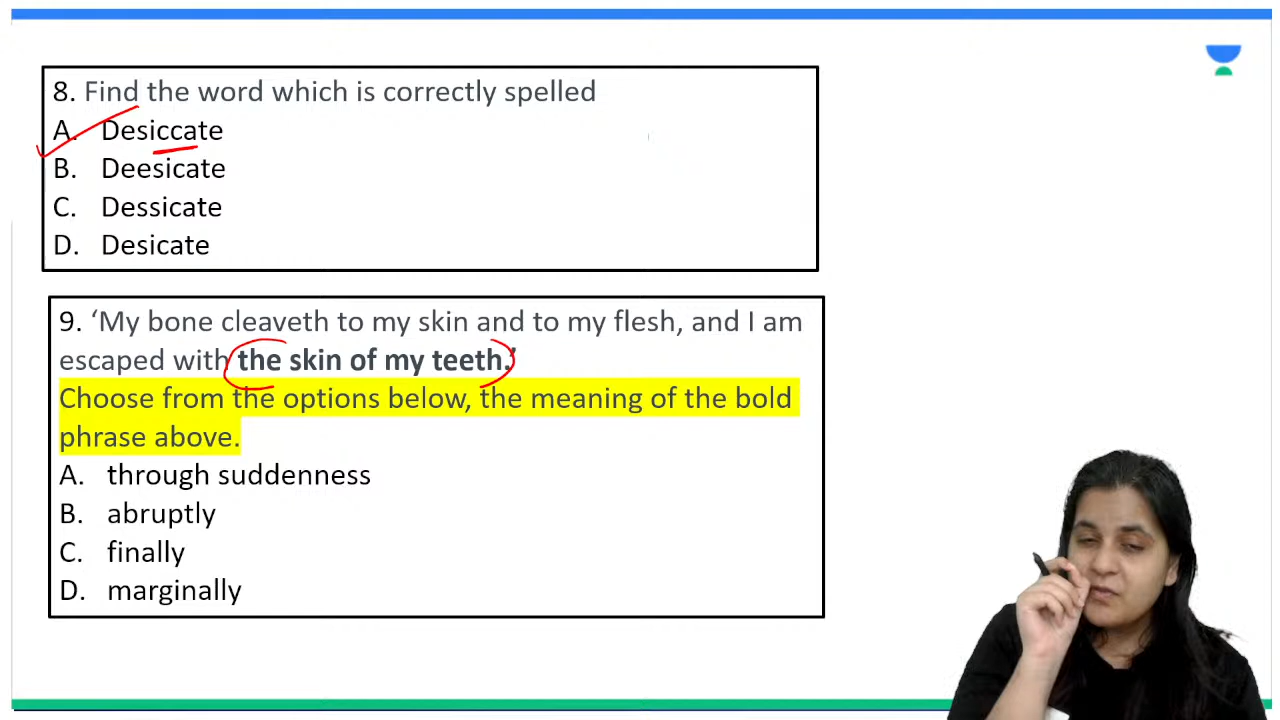 8. Find the word which is correctly spelled
A. Desiccate
B. Deesicate
C. Dessicate
D. Desicate
9. ‘My bone cleaveth to my skin and to my flesh, and I am
escaped with the skin of my teeth.’
Choose from the options below, the meaning of the bold
phrase above.
A. through suddenness
B. abruptly
C. finally
D. marginally